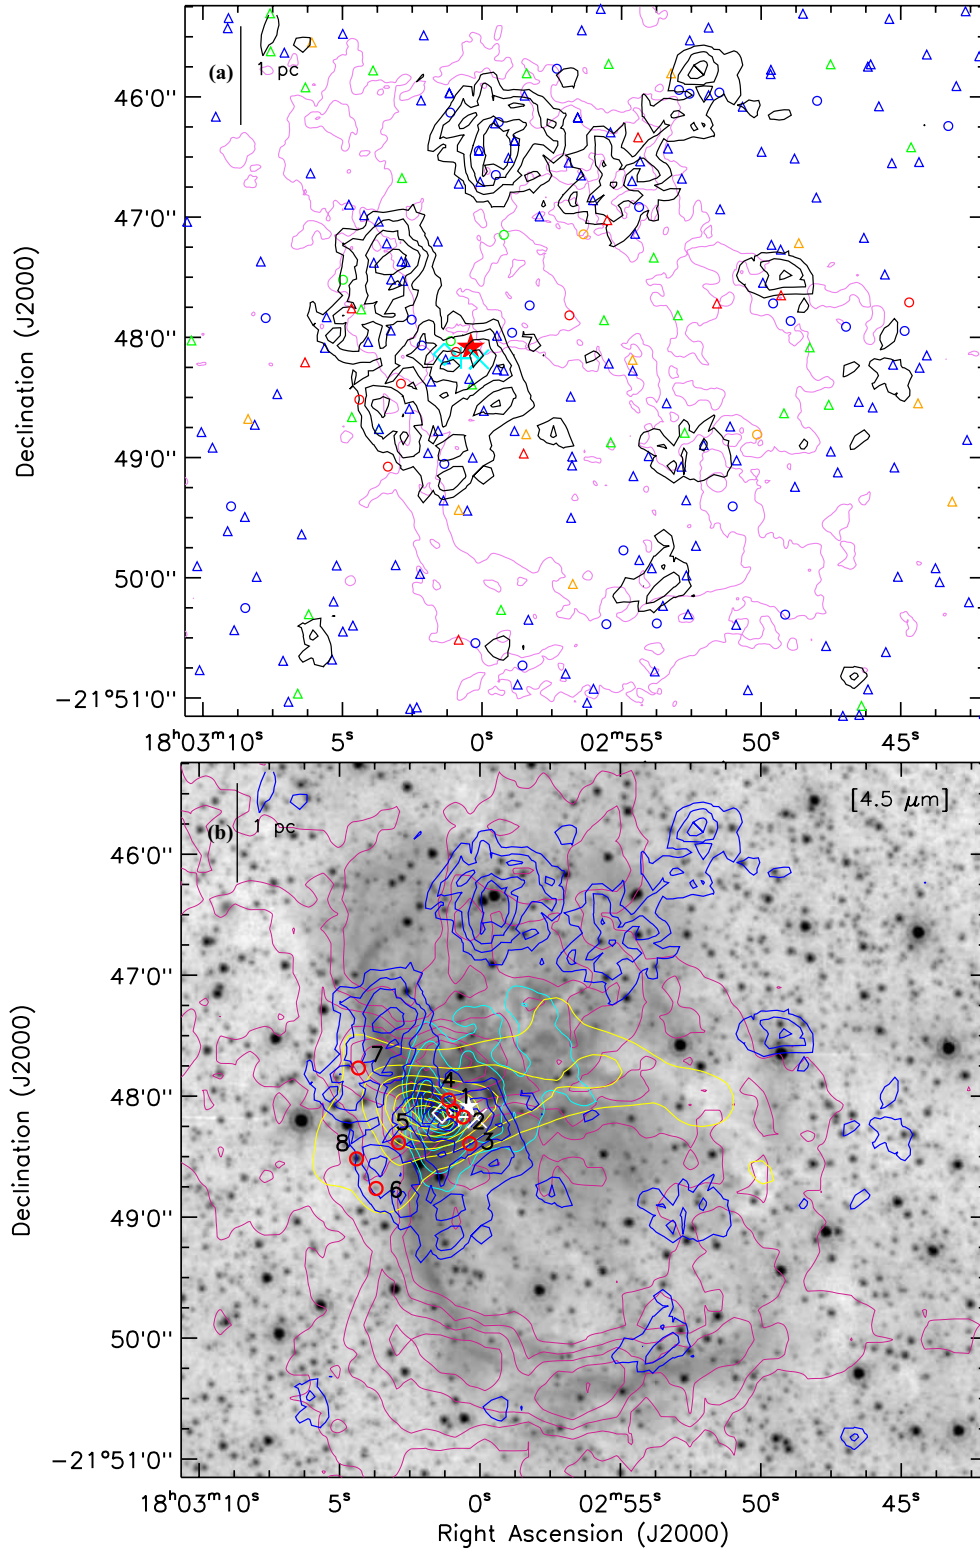 (a)
1 pc
46'0''
47'0''
48'0''
49'0''
50'0''
−21°51'0''
Declination (J2000)
18ʰ03ᵐ10ˢ 5ˢ 0ˢ 02ᵐ55ˢ 50ˢ 45ˢ
[4.5 μm]
(b)
1 pc
46'0''
47'0''
48'0''
49'0''
50'0''
−21°51'0''
Declination (J2000)
7
4
1
5
2
8
3
6
18ʰ03ᵐ10ˢ 5ˢ 0ˢ 02ᵐ55ˢ 50ˢ 45ˢ
Right Ascension (J2000)